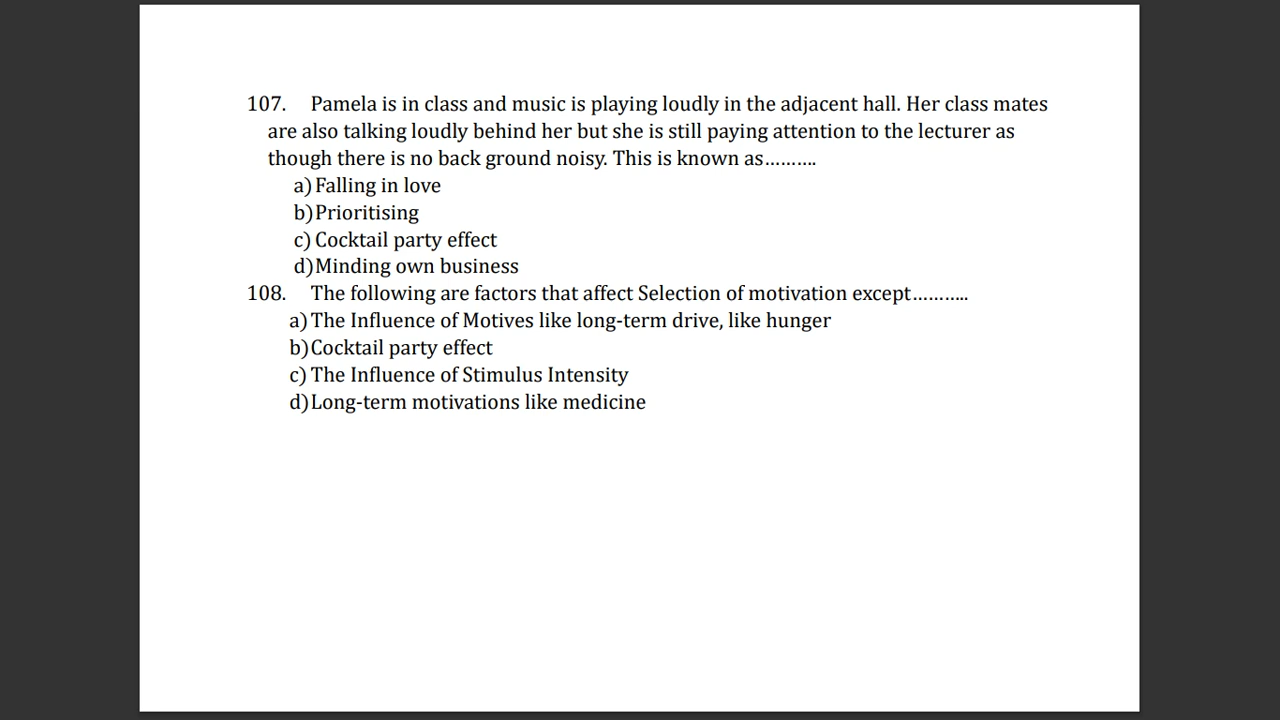 107. Pamela is in class and music is playing loudly in the adjacent hall. Her class mates
are also talking loudly behind her but she is still paying attention to the lecturer as
though there is no back ground noisy. This is known as……….
a) Falling in love
b) Prioritising
c) Cocktail party effect
d) Minding own business
108. The following are factors that affect Selection of motivation except………..
a) The Influence of Motives like long-term drive, like hunger
b) Cocktail party effect
c) The Influence of Stimulus Intensity
d) Long-term motivations like medicine